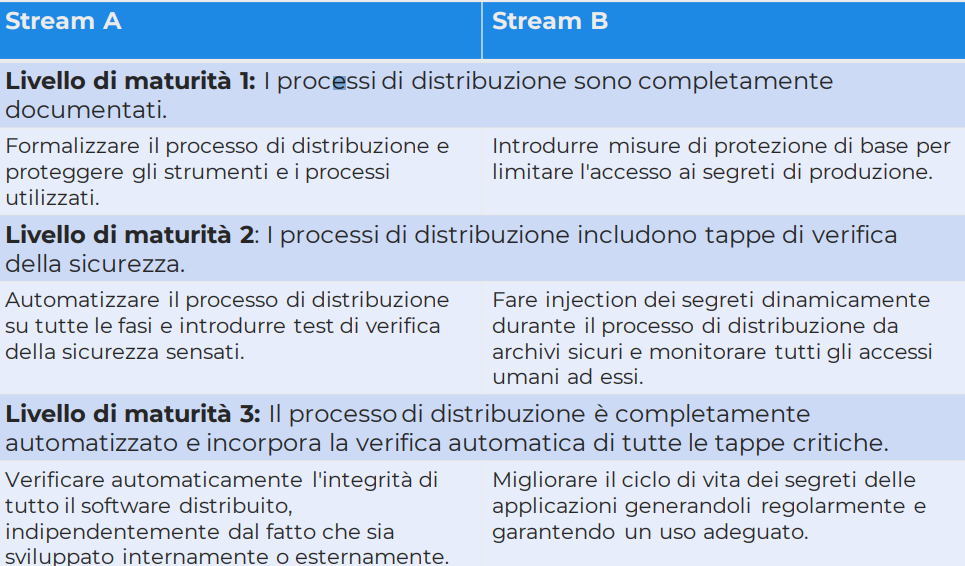 Stream A
Stream B
Livello di maturità 1: I processi di distribuzione sono completamente
documentati.
Formalizzare il processo di distribuzione e
proteggere gli strumenti e i processi
utilizzati.
Introdurre misure di protezione di base per
limitare l'accesso ai segreti di produzione.
Livello di maturità 2: I processi di distribuzione includono tappe di verifica
della sicurezza.
Automatizzare il processo di distribuzione
su tutte le fasi e introdurre test di verifica
della sicurezza sensati.
Fare injection dei segreti dinamicamente
durante il processo di distribuzione da
archivi sicuri e monitorare tutti gli accessi
umani ad essi.
Livello di maturità 3: Il processo di distribuzione è completamente
automatizzato e incorpora la verifica automatica di tutte le tappe critiche.
Verificare automaticamente l'integrità di
tutto il software distribuito,
indipendentemente dal fatto che sia
sviluppato internamente o esternamente.
Migliorare il ciclo di vita dei segreti delle
applicazioni generandoli regolarmente e
garantendo un uso adeguato.